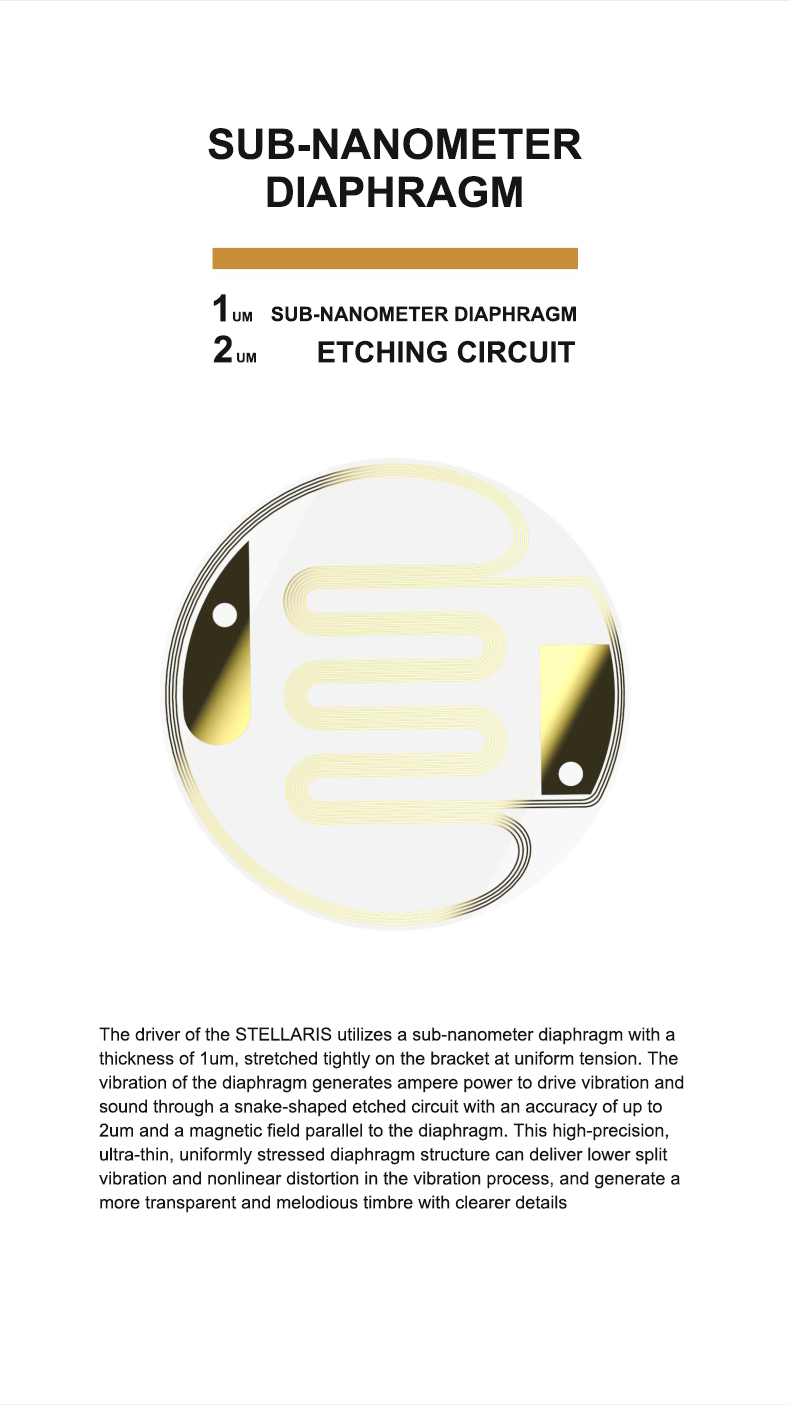 SUB-NANOMETER
DIAPHRAGM
1UM SUB-NANOMETER DIAPHRAGM
2UM ETCHING CIRCUIT
The driver of the STELLARIS utilizes a sub-nanometer diaphragm with a
thickness of 1um, stretched tightly on the bracket at uniform tension. The
vibration of the diaphragm generates ampere power to drive vibration and
sound through a snake-shaped etched circuit with an accuracy of up to
2um and a magnetic field parallel to the diaphragm. This high-precision,
ultra-thin, uniformly stressed diaphragm structure can deliver lower split
vibration and nonlinear distortion in the vibration process, and generate a
more transparent and melodious timbre with clearer details